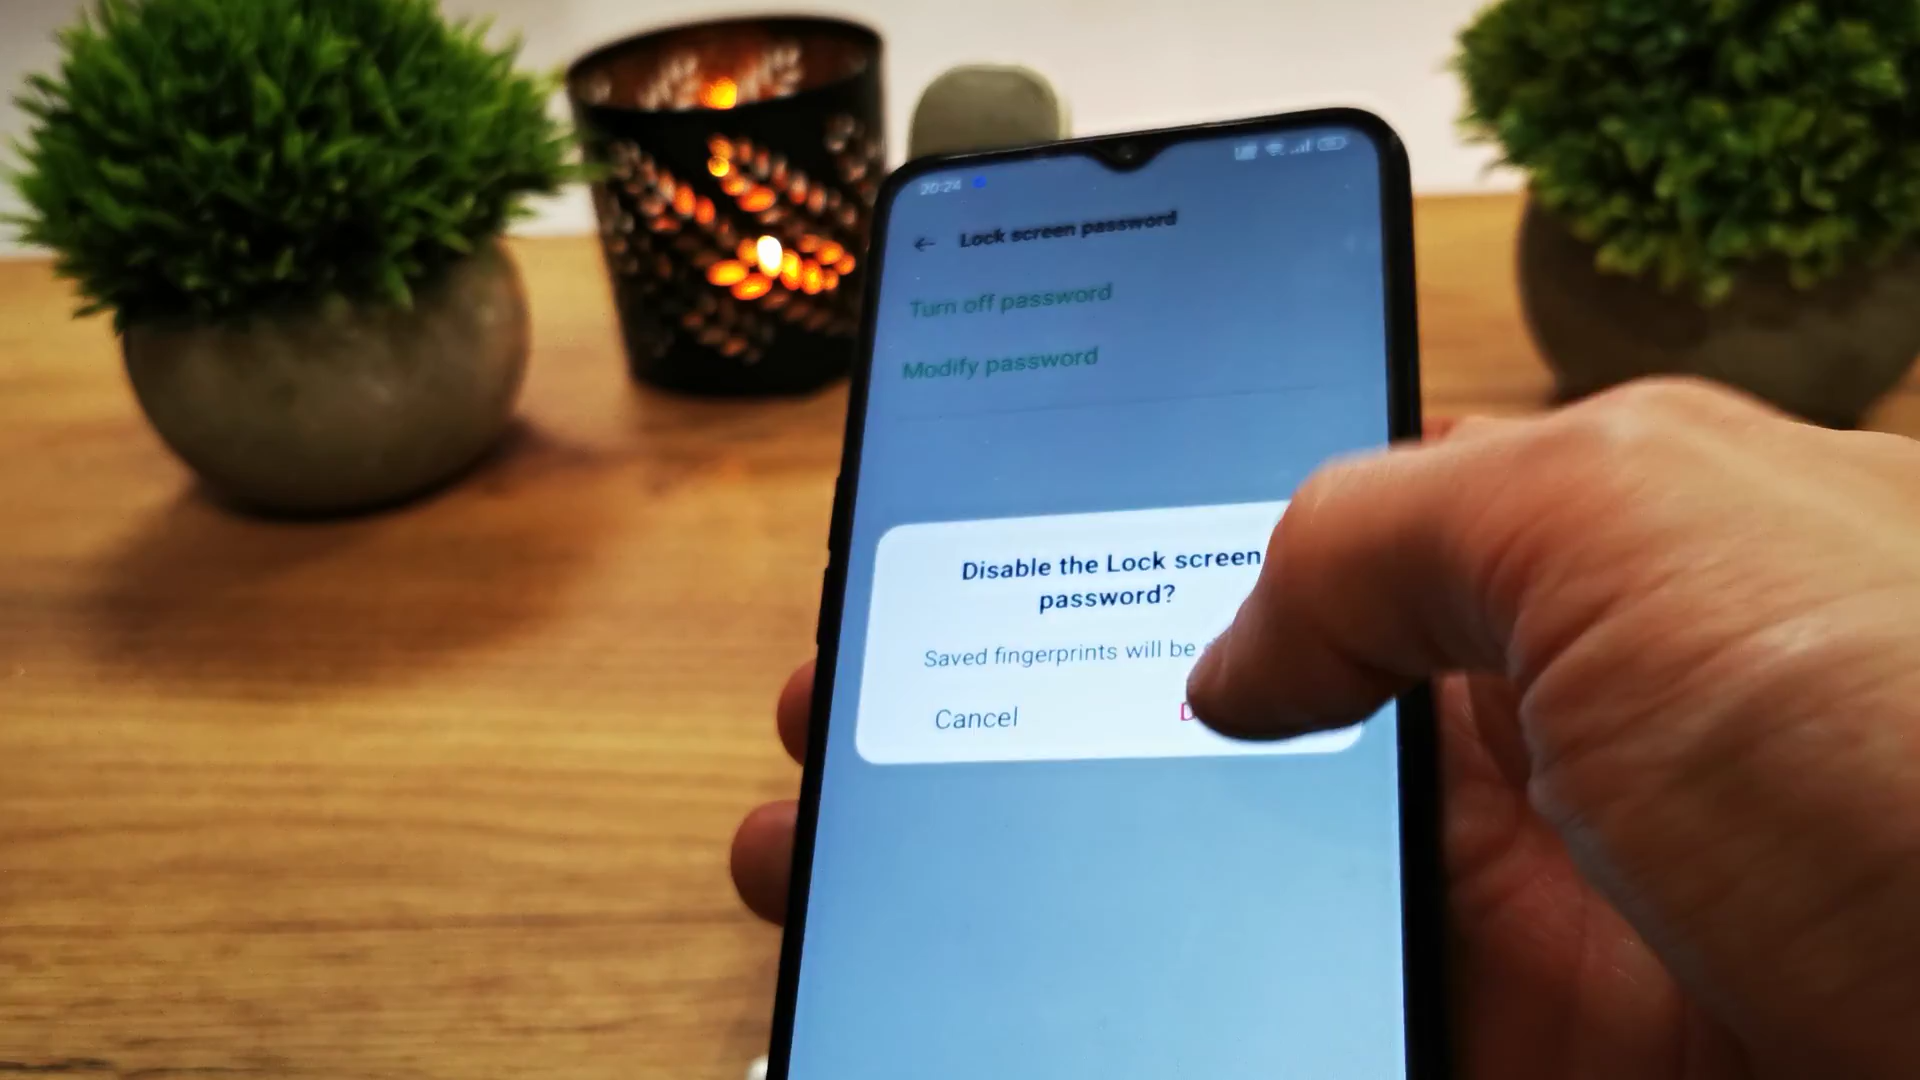 20:24
Lock screen password
Turn off password
Modify password
Disable the Lock screen
password?
Saved fingerprints will be
Cancel